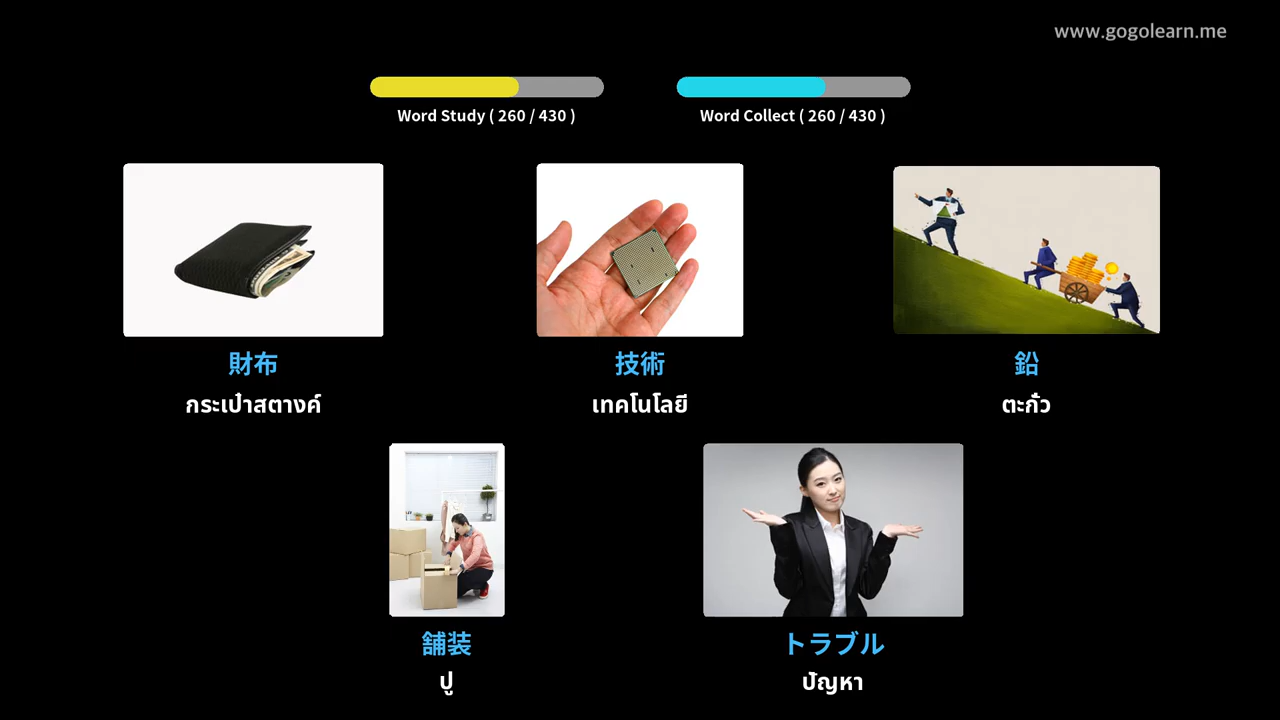 www.gogolearn.me
Word Study ( 260 / 430 )
Word Collect ( 260 / 430 )
財布
กระเป๋าสตางค์
技術
เทคโนโลยี
鉛
ตะกั่ว
舗装
ปู
トラブル
ปัญหา